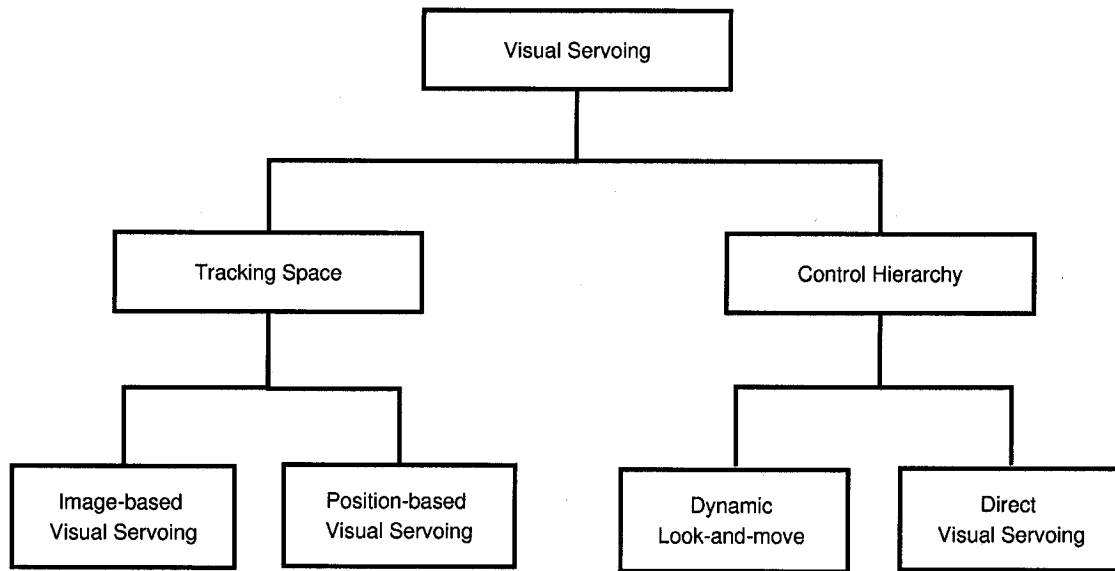 Visual Servoing
Tracking Space
Control Hierarchy
Image-based
Visual Servoing
Position-based
Visual Servoing
Dynamic
Look-and-move
Direct
Visual Servoing